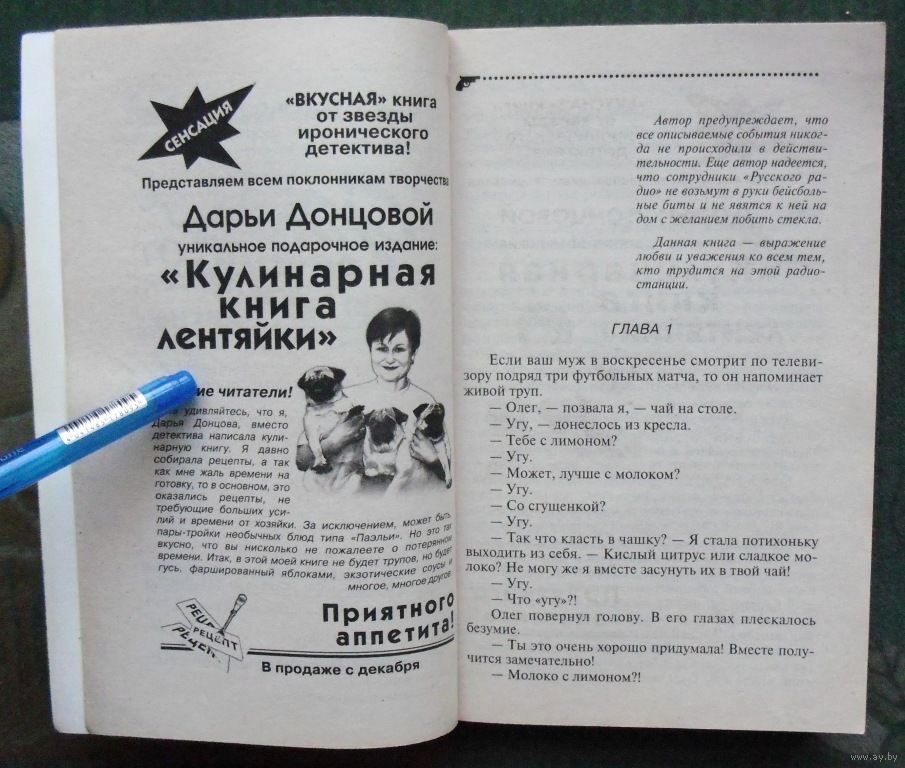 СЕНСАЦИЯ
«ВКУСНАЯ» книга
от звезды
иронического
детектива!
Представляем всем поклонникам творчества
Дарьи Донцовой
уникальное подарочное издание:
«Кулинарная
книга
лентяйки»
читатели!
удивляйтесь, что я,
Дарья Донцова, вместо
детектива написала кули-
нарную книгу. Я давно
собирала рецепты, а так
как мне жаль времени на
готовку, то в основном, это
оказались рецепты, не
требующие больших уси-
лий и времени от хозяйки. За исключением, может быть,
пары-тройки необычных блюд типа «Паэльи». Но это так
вкусно, что вы нисколько не пожалеете о потерянном
времени. Итак, в этой моей книге не будет трупов, но будет
гусь, фаршированный яблоками, экзотические соусы и
многое, многое другое.
РЕЦЕПТ
Приятного
аппетита!
В продаже с декабря
Автор предупреждает, что
все описываемые события никог-
да не происходили в действи-
тельности. Еще автор надеется,
что сотрудники «Русского ра-
дио» не возьмут в руки бейсболь-
ные биты и не явятся к ней на
дом с желанием побить стекла.
Данная книга — выражение
любви и уважения ко всем тем,
кто трудится на этой радио-
станции.
ГЛАВА 1
Если ваш муж в воскресенье смотрит по телеви-
зору подряд три футбольных матча, то он напоминает
живой труп.
— Олег, — позвала я, — чай на столе.
— Угу, — донеслось из кресла.
— Тебе с лимоном?
— Угу.
— Может, лучше с молоком?
— Угу.
— Со сгущенкой?
— Угу.
— Так что класть в чашку? — Я стала потихоньку
выходить из себя. — Кислый цитрус или сладкое мо-
локо? Не могу же я вместе засунуть их в твой чай!
— Угу.
— Что «угу»?!
Олег повернул голову. В его глазах плескалось
безумие.
— Ты это очень хорошо придумала! Вместе полу-
чится замечательно!
— Молоко с лимоном?!
www.ay.by